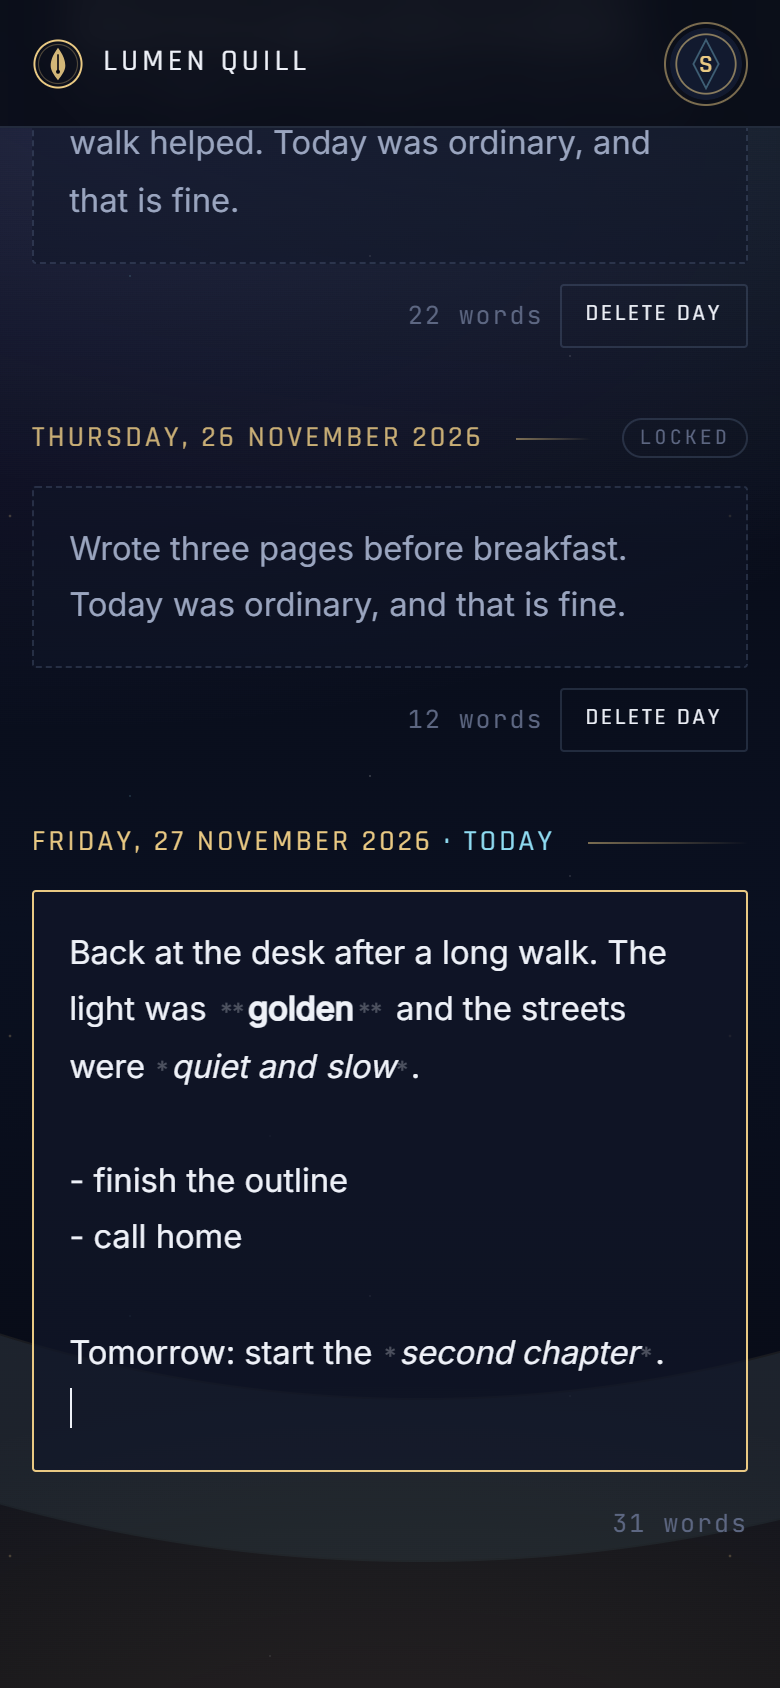 LUMEN QUILL
S
walk helped. Today was ordinary, and
that is fine.
22 words
DELETE DAY
THURSDAY, 26 NOVEMBER 2026
LOCKED
Wrote three pages before breakfast.
Today was ordinary, and that is fine.
12 words
DELETE DAY
FRIDAY, 27 NOVEMBER 2026 · TODAY
Back at the desk after a long walk. The
light was **golden** and the streets
were *quiet and slow*.
- finish the outline
- call home
Tomorrow: start the *second chapter*.
31 words